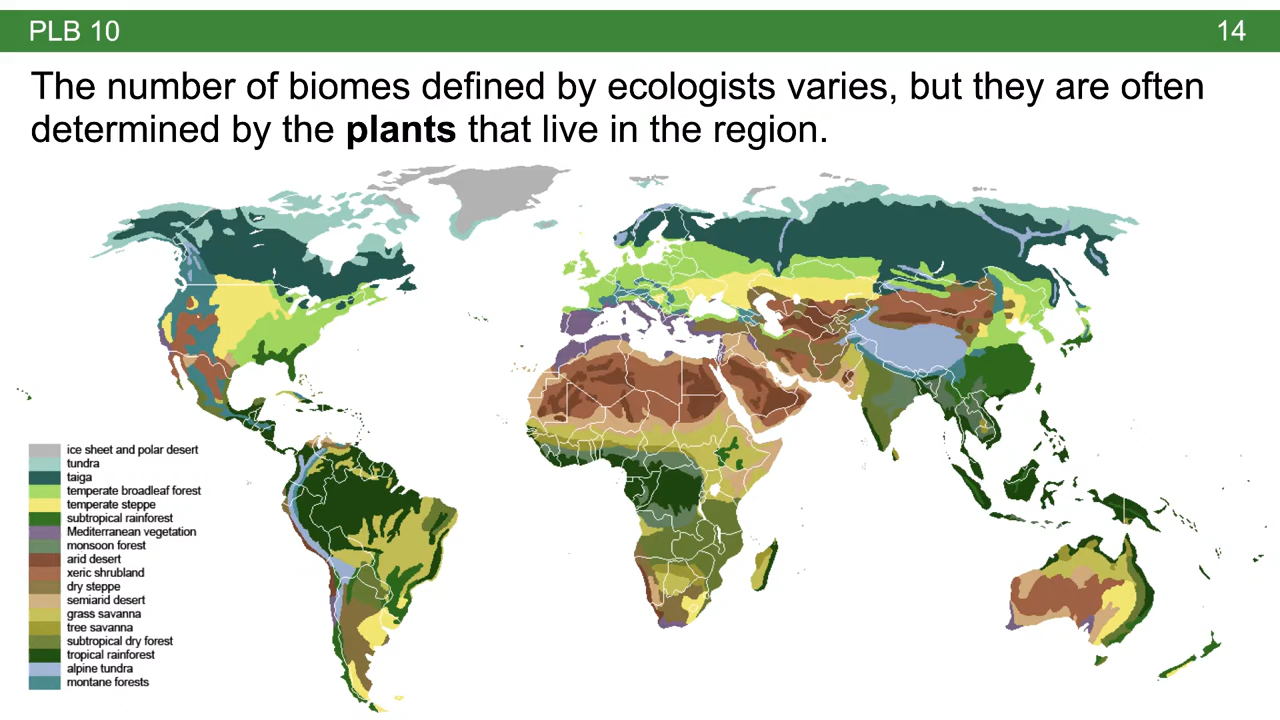 PLB 10
14
The number of biomes defined by ecologists varies, but they are often
determined by the plants that live in the region.
ice sheet and polar desert
tundra
taiga
temperate broadleaf forest
temperate steppe
subtropical rainforest
Mediterranean vegetation
monsoon forest
arid desert
xeric shrubland
dry steppe
semiarid desert
grass savanna
tree savanna
subtropical dry forest
tropical rainforest
alpine tundra
montane forests